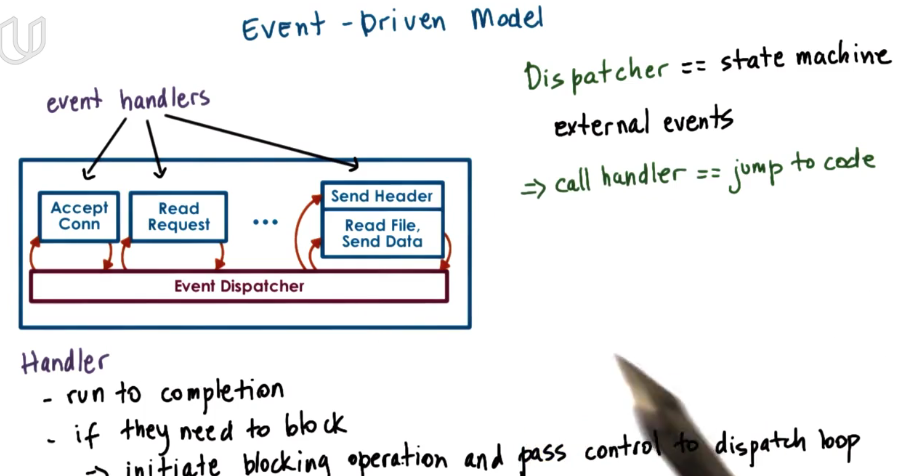 Event-Driven Model
Dispatcher == state machine
external events
⇒ call handler == jump to code
event handlers
Accept
Conn
Read
Request
...
Send Header
Read File,
Send Data
Event Dispatcher
Handler
- run to completion
- if they need to block
⇒ initiate blocking operation and pass control to dispatch loop